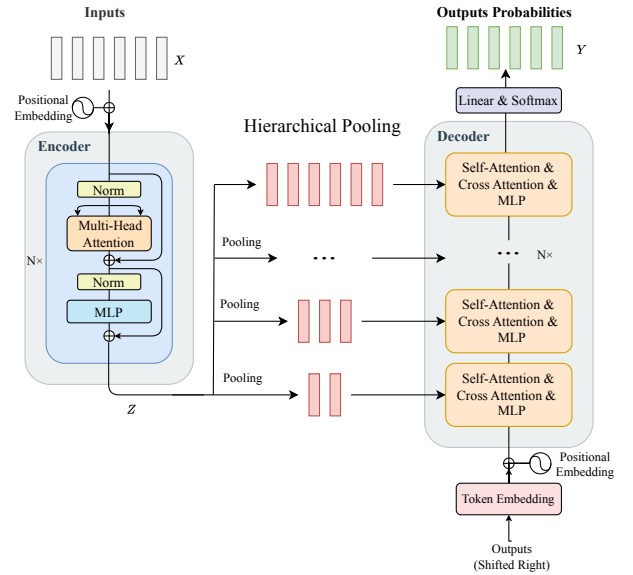 Inputs
X
Positional
Embedding
Encoder
Norm
Multi-Head
Attention
N×
Norm
MLP
Z
Hierarchical Pooling
Pooling
...
Pooling
Pooling
Outputs Probabilities
Y
Linear & Softmax
Decoder
Self-Attention &
Cross Attention &
MLP
... N×
Self-Attention &
Cross Attention &
MLP
Self-Attention &
Cross Attention &
MLP
Positional
Embedding
Token Embedding
Outputs
(Shifted Right)